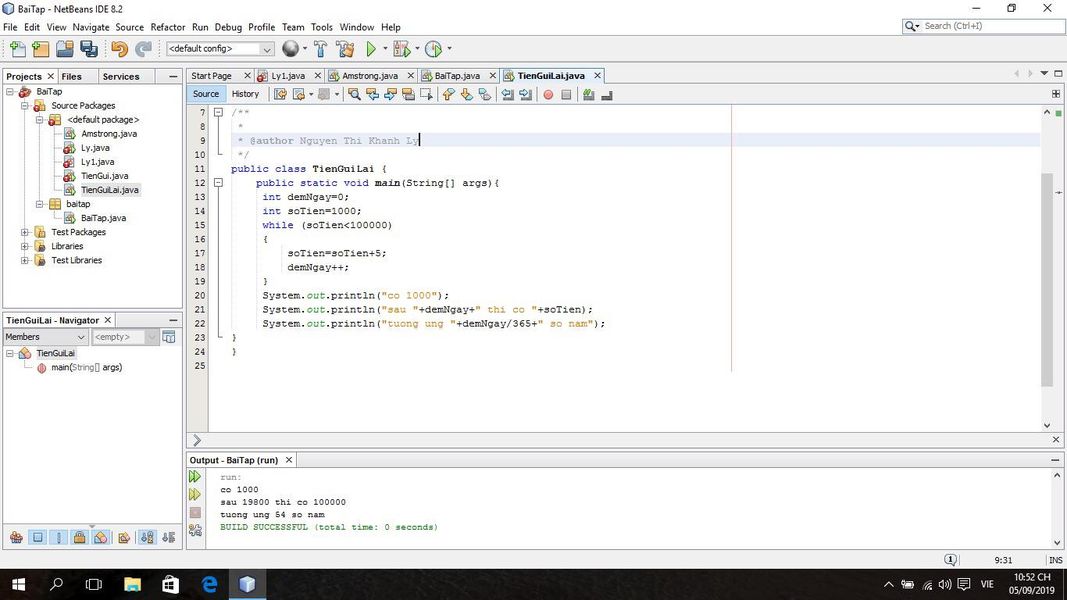 BaiTap - NetBeans IDE 8.2
File Edit View Navigate Source Refactor Run Debug Profile Team Tools Window Help
Search (Ctrl+I)
<default config>
Projects Files Services
Start Page Ly1.java Amstrong.java BaiTap.java TienGuiLai.java
Source History
BaiTap
Source Packages
<default package>
Amstrong.java
Ly.java
Ly1.java
TienGui.java
TienGuiLai.java
baitap
BaiTap.java
Test Packages
Libraries
Test Libraries
TienGuiLai - Navigator
Members <empty>
TienGuiLai
main(String[] args)
7 /**
8 *
9 * @author Nguyen Thi Khanh Ly
10 */
11 public class TienGuiLai {
12 public static void main(String[] args){
13 int demNgay=0;
14 int soTien=1000;
15 while (soTien<100000)
16 {
17 soTien=soTien+5;
18 demNgay++;
19 }
20 System.out.println("co 1000");
21 System.out.println("sau "+demNgay+" thi co "+soTien);
22 System.out.println("tuong ung "+demNgay/365+" so nam");
23 }
24 }
25
Output - BaiTap (run)
run:
co 1000
sau 19800 thi co 100000
tuong ung 54 so nam
BUILD SUCCESSFUL (total time: 0 seconds)
1 9:31 INS
VIE
10:52 CH
05/09/2019